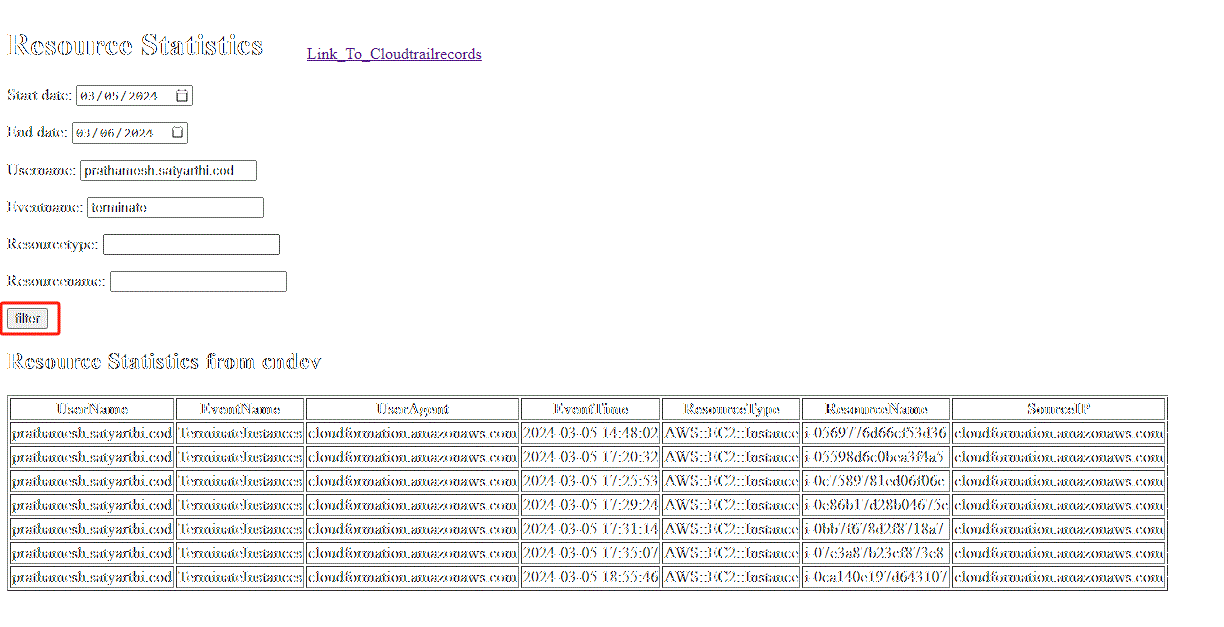 Resource Statistics Link_To_Cloudtrailrecords
Start date: 03/05/2024
End date: 03/06/2024
Username: prathamesh.satyarthi.cod
Eventname: terminate
Resourcetype:
Resourcename:
filter
Resource Statistics from cndev
UserName EventName UserAgent EventTime ResourceType ResourceName SourceIP
prathamesh.satyarthi.cod TerminateInstances cloudformation.amazonaws.com 2024-03-05 14:48:02 AWS::EC2::Instance cloudformation.amazonaws.com
prathamesh.satyarthi.cod TerminateInstances cloudformation.amazonaws.com 2024-03-05 17:20:32 AWS::EC2::Instance cloudformation.amazonaws.com
prathamesh.satyarthi.cod TerminateInstances cloudformation.amazonaws.com 2024-03-05 17:25:53 AWS::EC2::Instance cloudformation.amazonaws.com
prathamesh.satyarthi.cod TerminateInstances cloudformation.amazonaws.com 2024-03-05 17:29:24 AWS::EC2::Instance cloudformation.amazonaws.com
prathamesh.satyarthi.cod TerminateInstances cloudformation.amazonaws.com 2024-03-05 17:31:14 AWS::EC2::Instance cloudformation.amazonaws.com
prathamesh.satyarthi.cod TerminateInstances cloudformation.amazonaws.com 2024-03-05 17:35:07 AWS::EC2::Instance cloudformation.amazonaws.com
prathamesh.satyarthi.cod TerminateInstances cloudformation.amazonaws.com 2024-03-05 18:55:46 AWS::EC2::Instance cloudformation.amazonaws.com